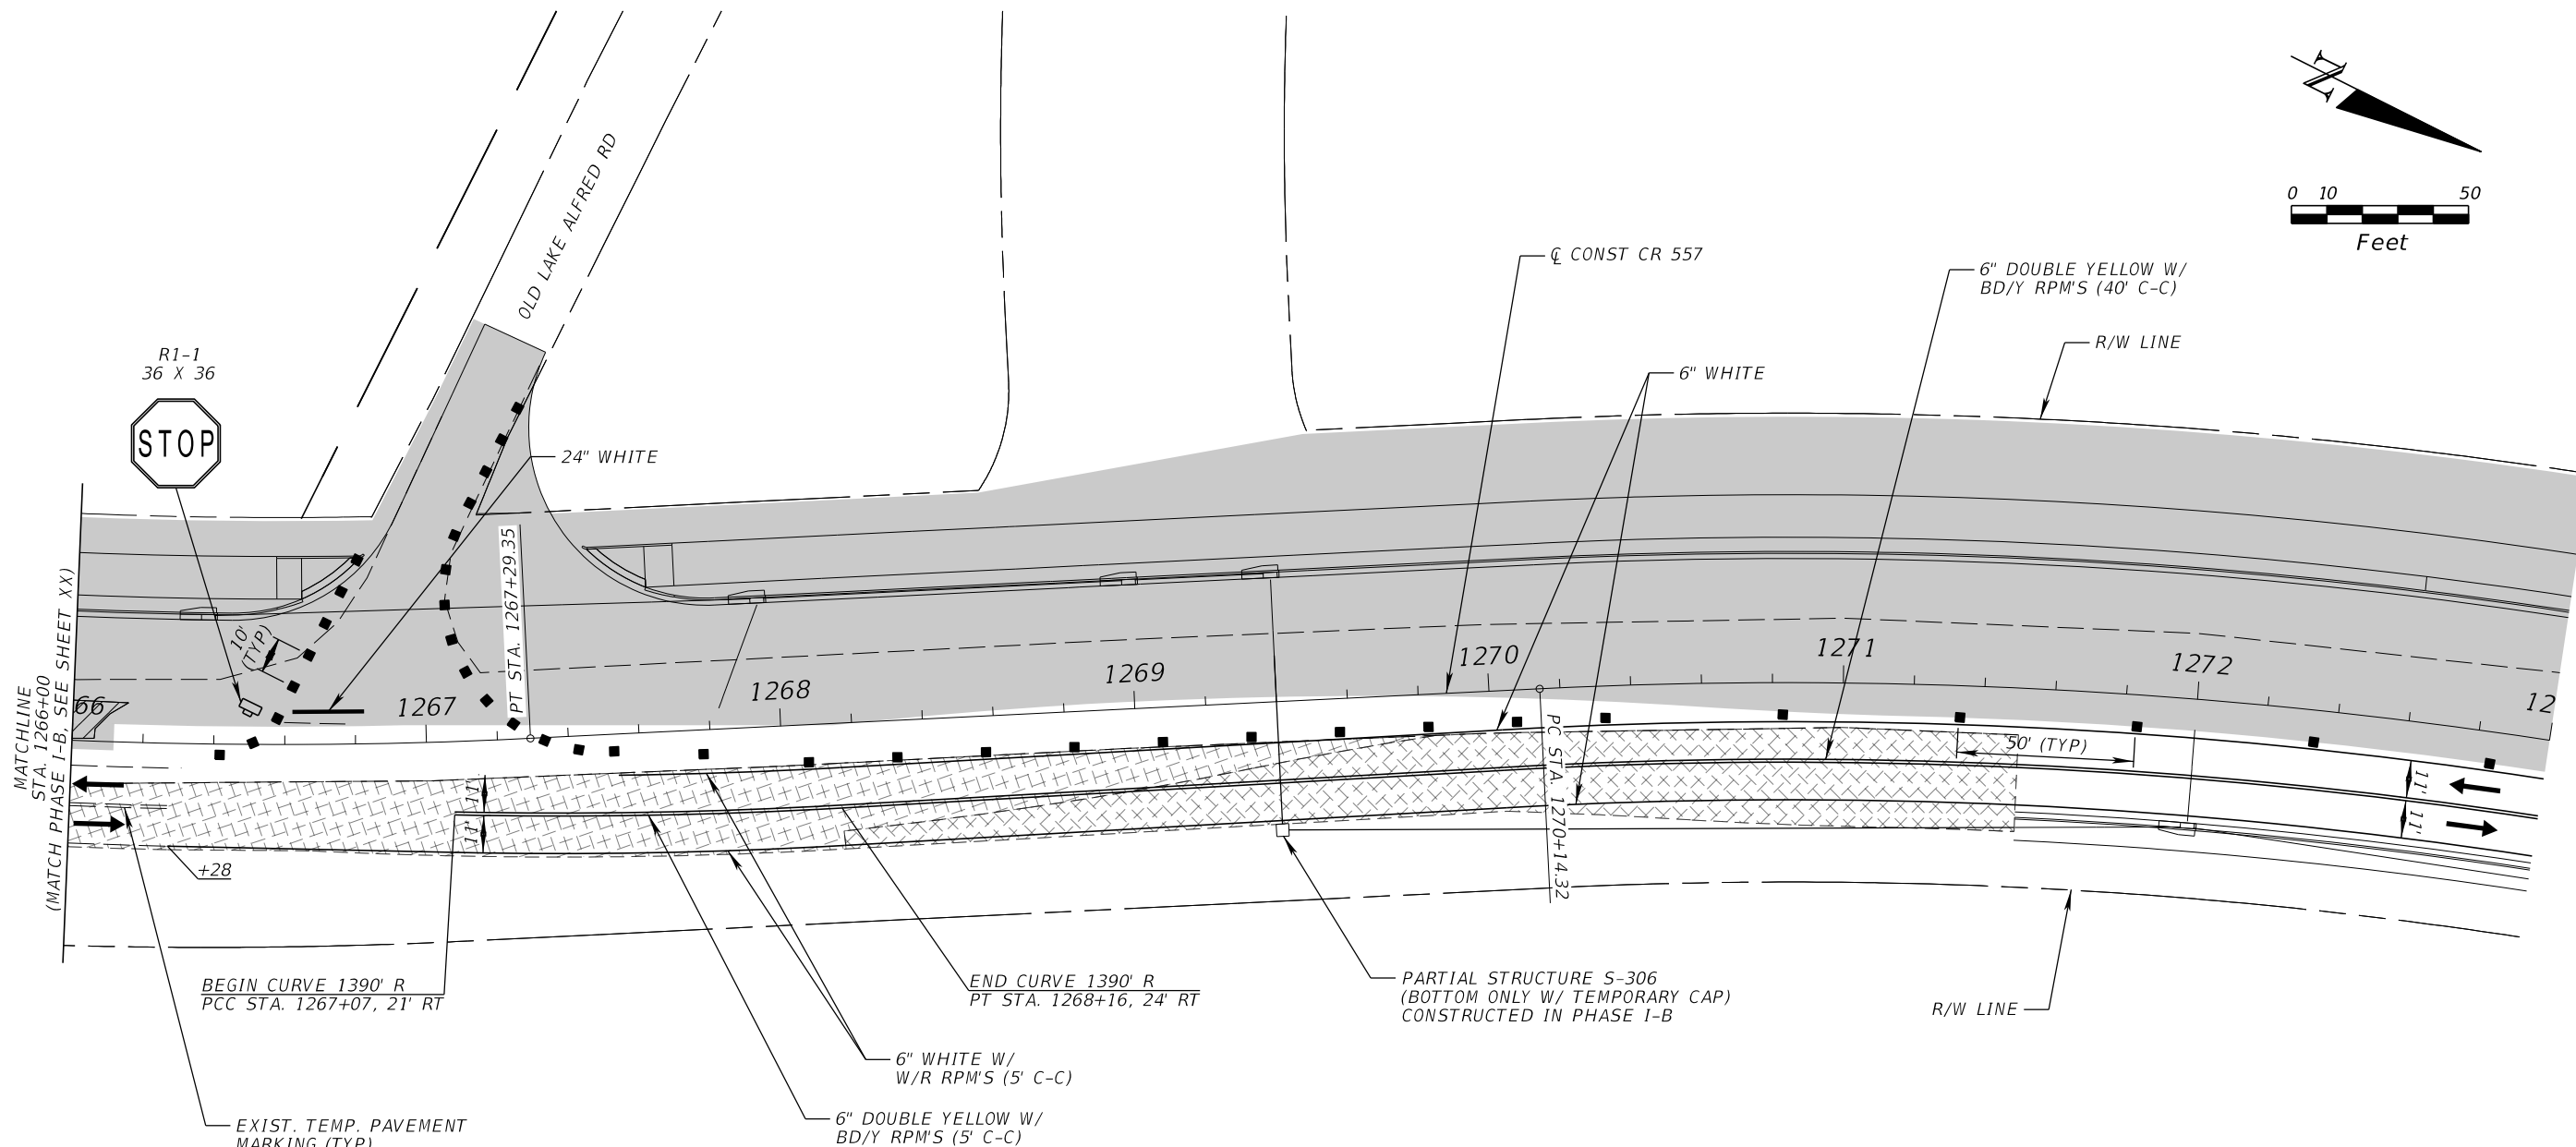 N
0 10 50
Feet
OLD LAKE ALFRED RD
℄ CONST CR 557
6" DOUBLE YELLOW W/
BD/Y RPM'S (40' C-C)
R/W LINE
R1-1
36 X 36
STOP
6" WHITE
24" WHITE
PT STA. 1267+29.35
10'
(TYP)
MATCHLINE
STA. 1266+00
(MATCH PHASE I-B, SEE SHEET XX)
66
1267
1268
1269
1270
1271
1272
12
PC STA. 1270+14.32
50' (TYP)
11'
11'
11'
11'
+28
BEGIN CURVE 1390' R
PCC STA. 1267+07, 21' RT
END CURVE 1390' R
PT STA. 1268+16, 24' RT
PARTIAL STRUCTURE S-306
(BOTTOM ONLY W/ TEMPORARY CAP)
CONSTRUCTED IN PHASE I-B
R/W LINE
6" WHITE W/
W/R RPM'S (5' C-C)
6" DOUBLE YELLOW W/
BD/Y RPM'S (5' C-C)
EXIST. TEMP. PAVEMENT
MARKING (TYP)